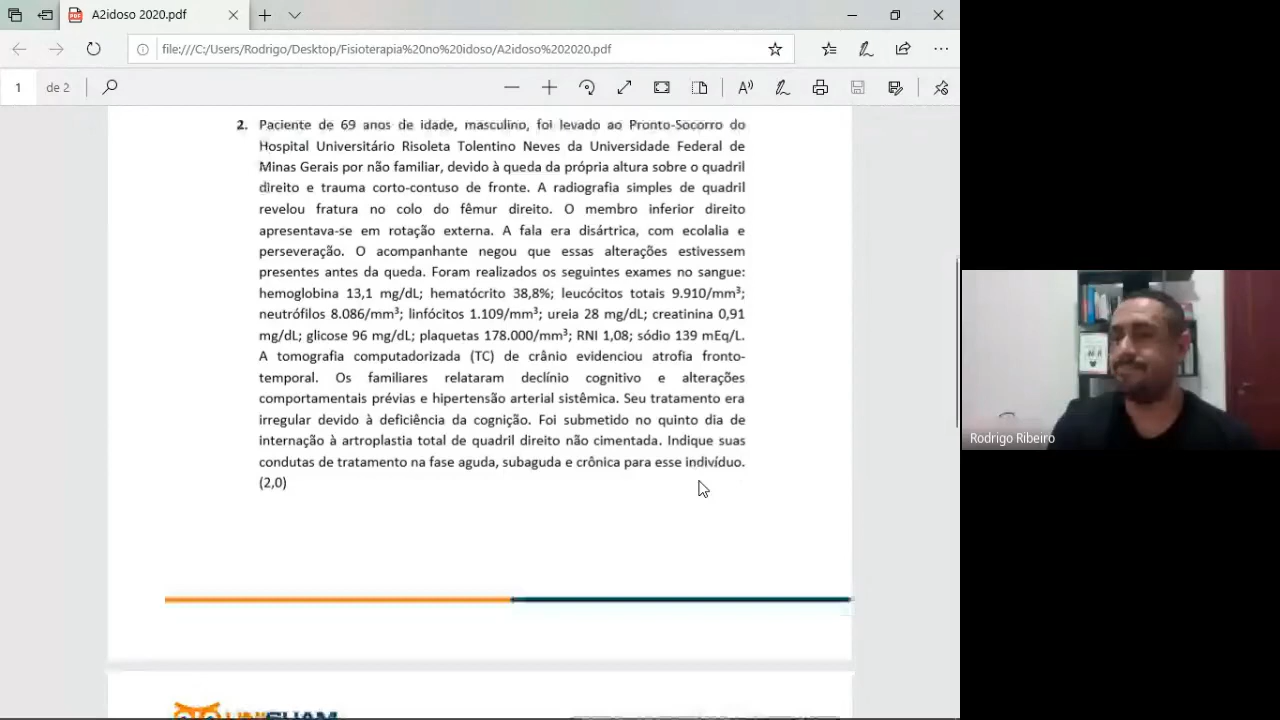 A2idoso 2020.pdf
file:///C:/Users/Rodrigo/Desktop/Fisioterapia%20no%20idoso/A2idoso%202020.pdf
1 de 2
2. Paciente de 69 anos de idade, masculino, foi levado ao Pronto-Socorro do
Hospital Universitário Risoleta Tolentino Neves da Universidade Federal de
Minas Gerais por não familiar, devido à queda da própria altura sobre o quadril
direito e trauma corto-contuso de fronte. A radiografia simples de quadril
revelou fratura no colo do fêmur direito. O membro inferior direito
apresentava-se em rotação externa. A fala era disártrica, com ecolalia e
perseveração. O acompanhante negou que essas alterações estivessem
presentes antes da queda. Foram realizados os seguintes exames no sangue:
hemoglobina 13,1 mg/dL; hematócrito 38,8%; leucócitos totais 9.910/mm³;
neutrófilos 8.086/mm³; linfócitos 1.109/mm³; ureia 28 mg/dL; creatinina 0,91
mg/dL; glicose 96 mg/dL; plaquetas 178.000/mm³; RNI 1,08; sódio 139 mEq/L.
A tomografia computadorizada (TC) de crânio evidenciou atrofia fronto-
temporal. Os familiares relataram declínio cognitivo e alterações
comportamentais prévias e hipertensão arterial sistêmica. Seu tratamento era
irregular devido à deficiência da cognição. Foi submetido no quinto dia de
internação à artroplastia total de quadril direito não cimentada. Indique suas
condutas de tratamento na fase aguda, subaguda e crônica para esse indivíduo.
(2,0)
Rodrigo Ribeiro